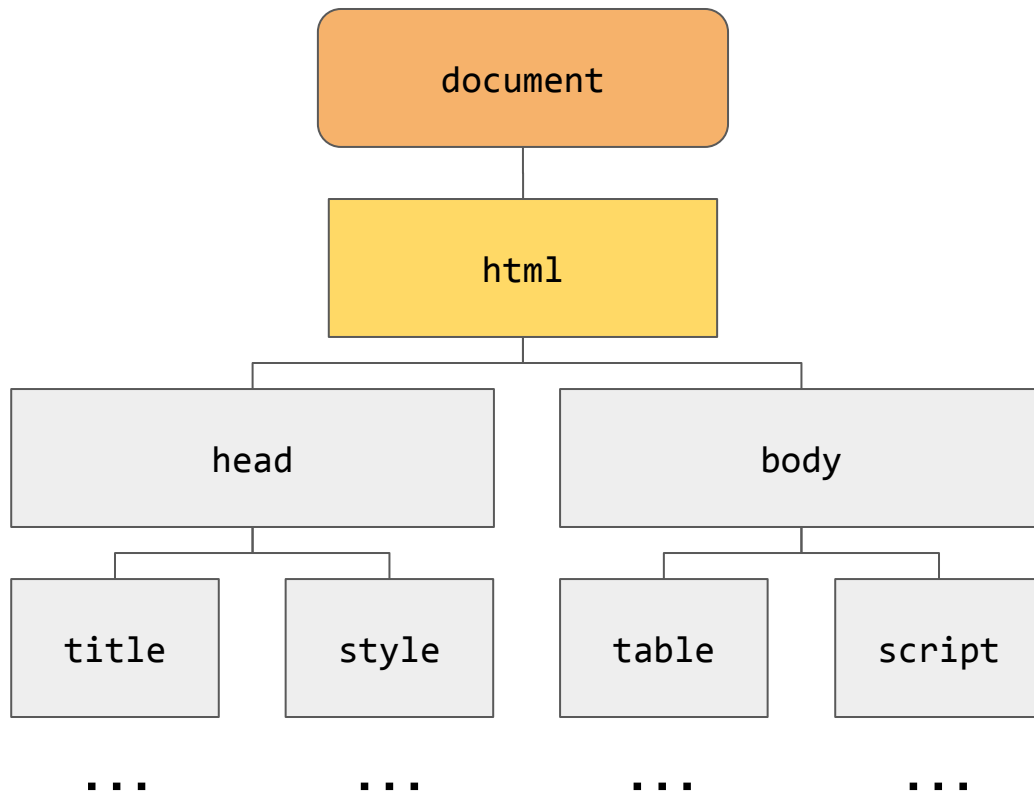 document
html
head
body
title
style
table
script
...
...
...
...